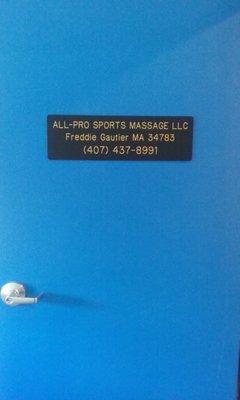 ALL-PRO SPORTS MASSAGE LLC
Freddie Gautier MA 34783
(407) 437-8991